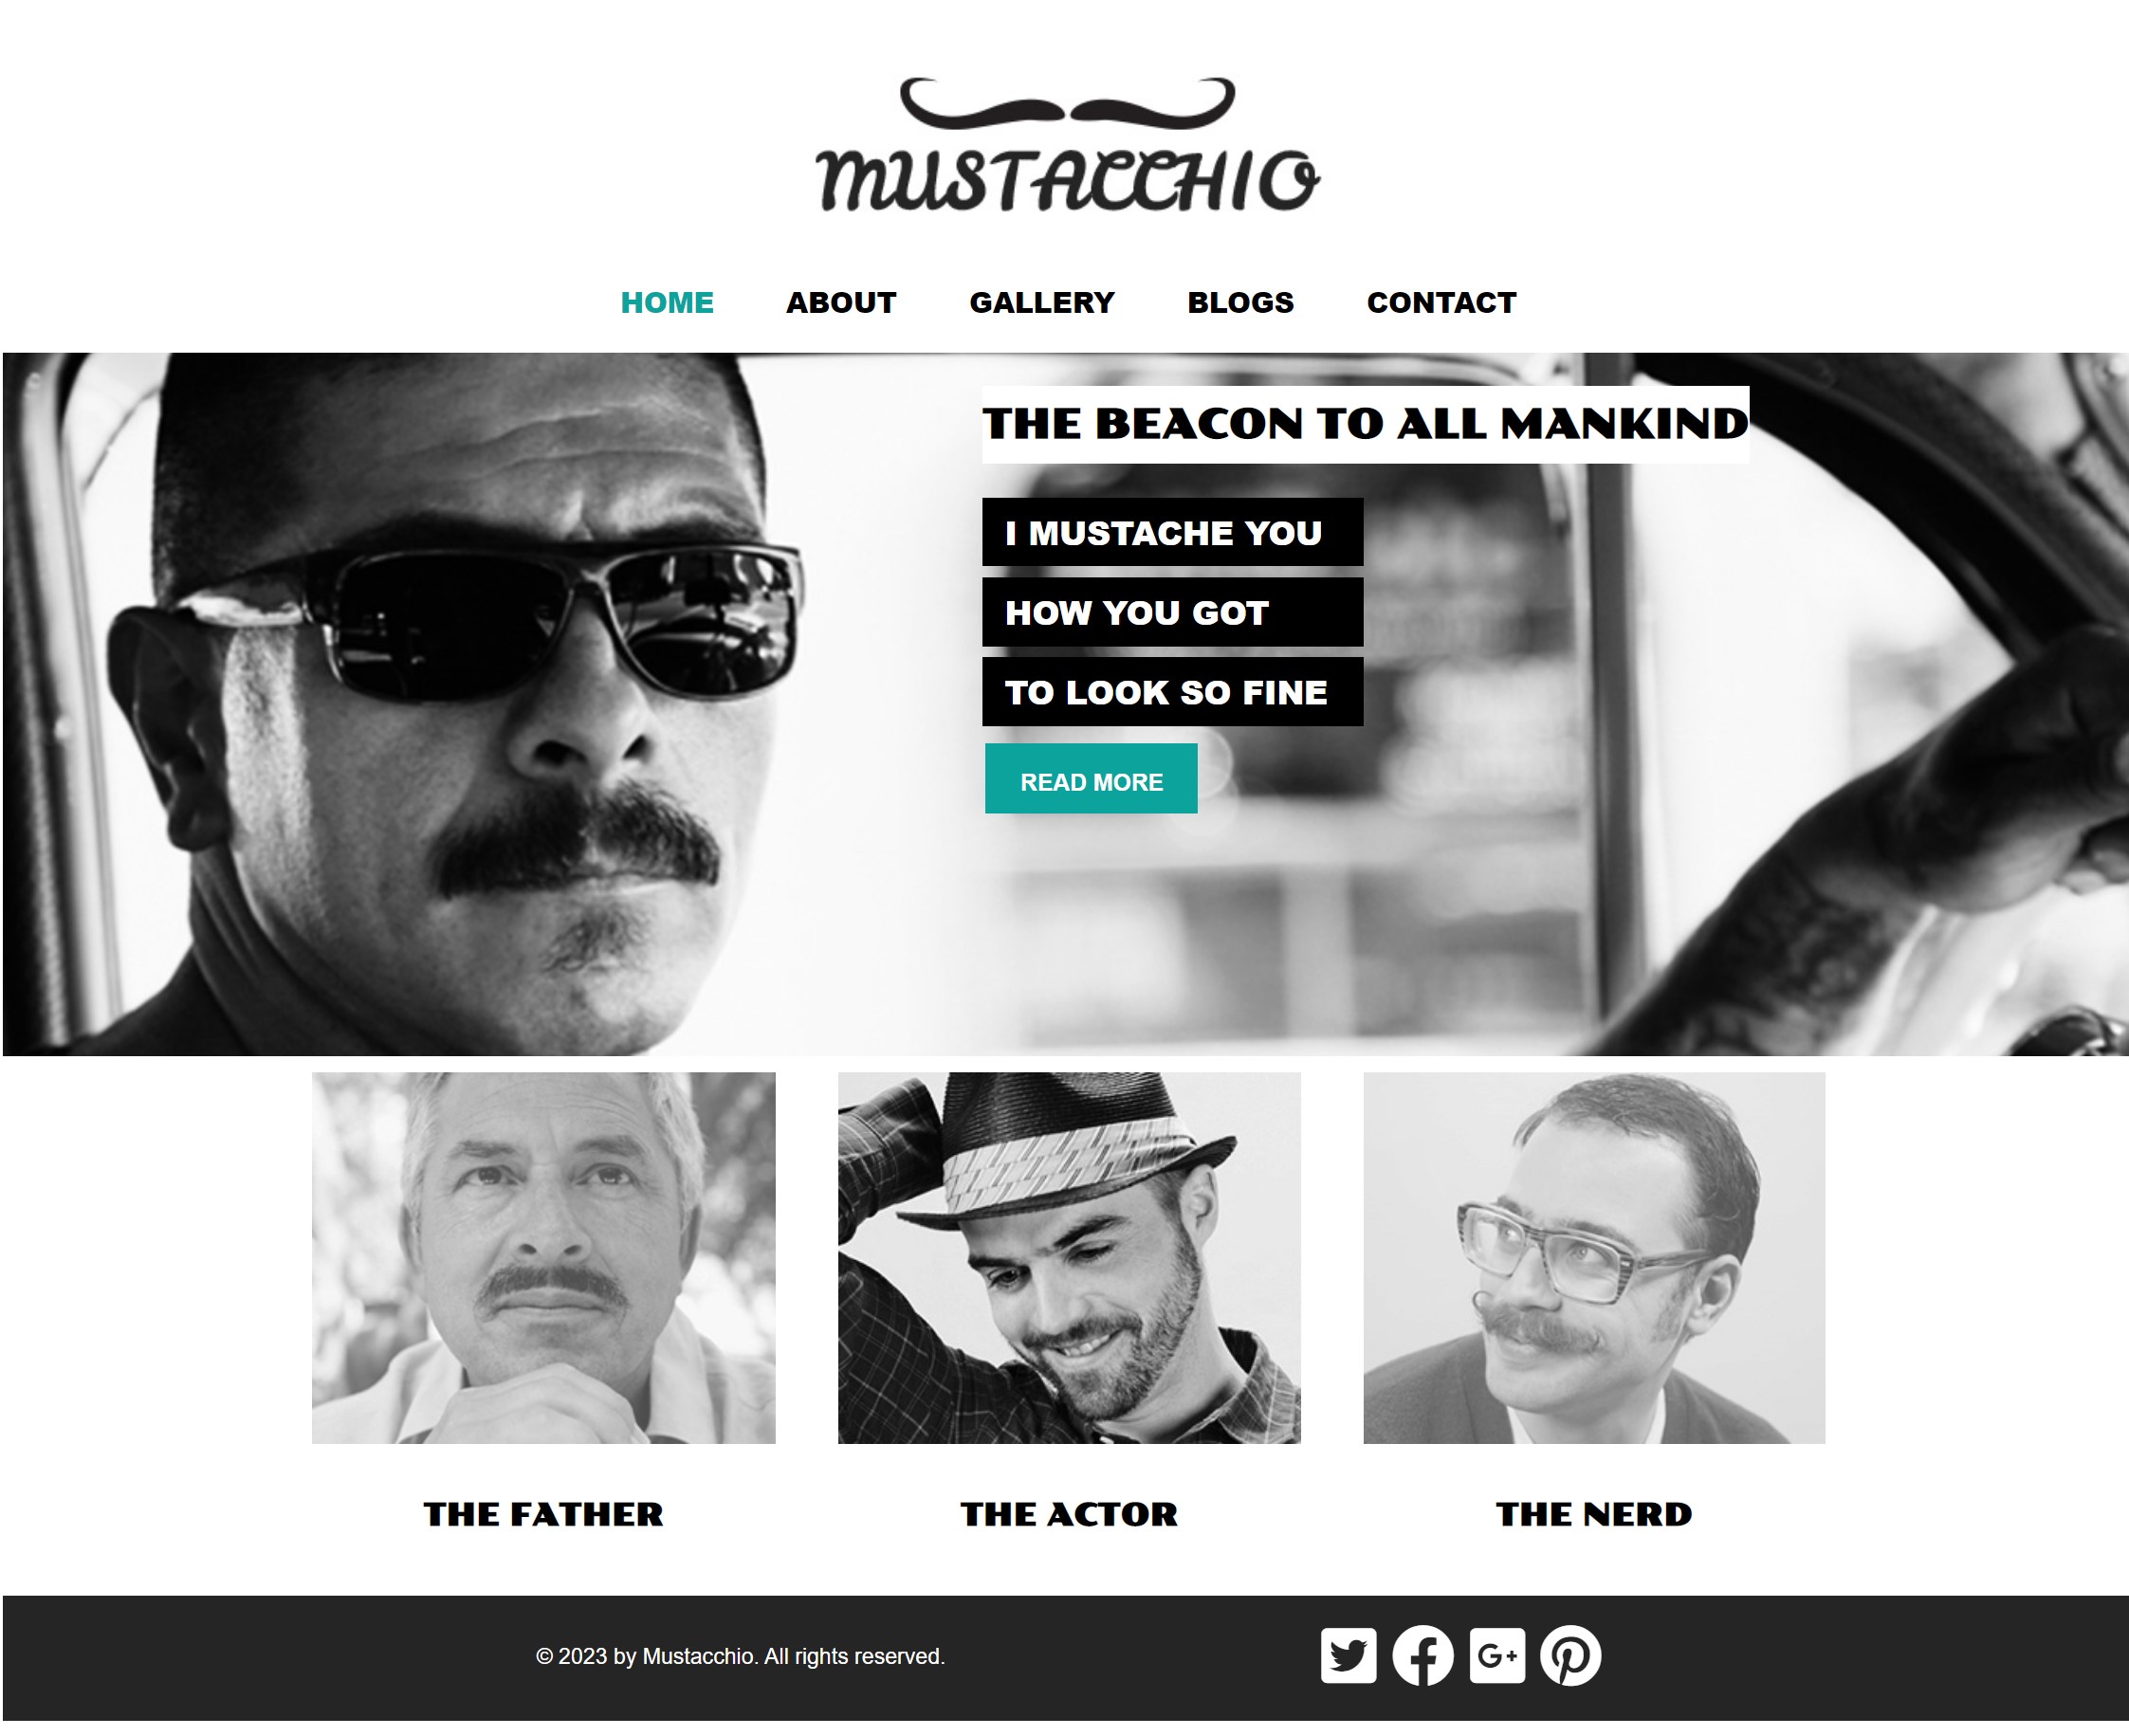 MUSTACCHIO
HOME ABOUT GALLERY BLOGS CONTACT
THE BEACON TO ALL MANKIND
I MUSTACHE YOU
HOW YOU GOT
TO LOOK SO FINE
READ MORE
THE FATHER THE ACTOR THE NERD
© 2023 by Mustacchio. All rights reserved.